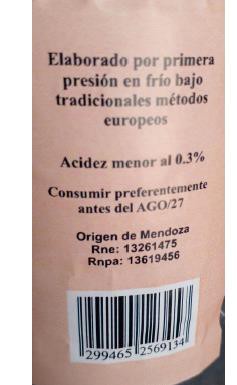 Elaborado por primera
presión en frío bajo
tradicionales métodos
europeos
Acidez menor al 0.3%
Consumir preferentemente
antes del AGO/27
Origen de Mendoza
Rne: 13261475
Rnpa: 13619456
299465 2569134